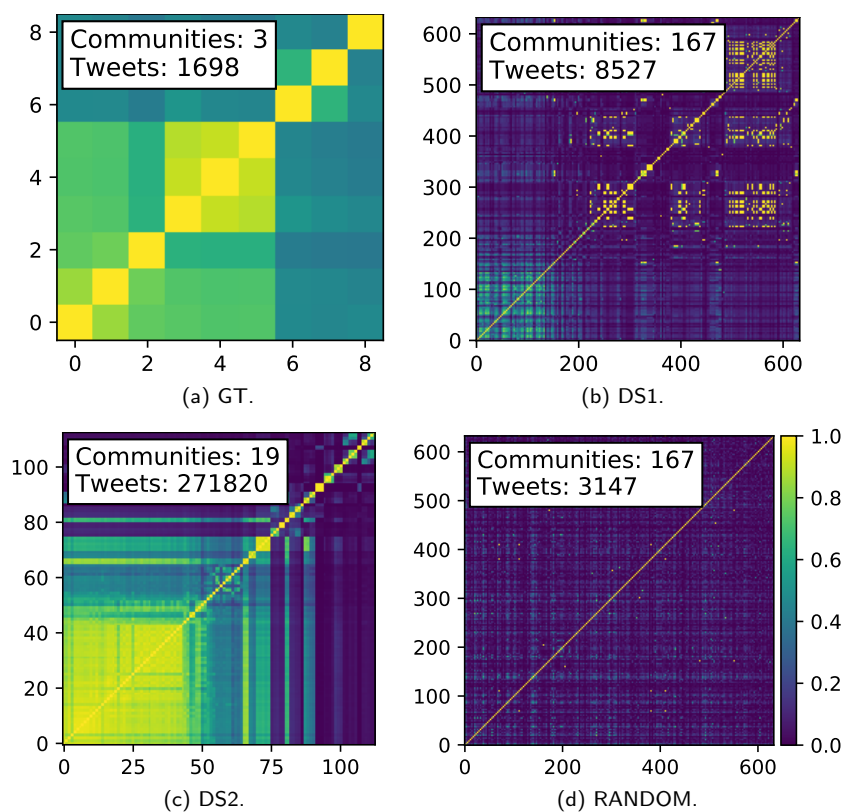 Communities: 3
Tweets: 1698
8
6
4
2
0
0 2 4 6 8
(a) GT.
Communities: 167
Tweets: 8527
600
500
400
300
200
100
0
0 200 400 600
(b) DS1.
Communities: 19
Tweets: 271820
100
80
60
40
20
0
0 25 50 75 100
(c) DS2.
Communities: 167
Tweets: 3147
600
500
400
300
200
100
0
0 200 400 600
1.0
0.8
0.6
0.4
0.2
0.0
(d) RANDOM.